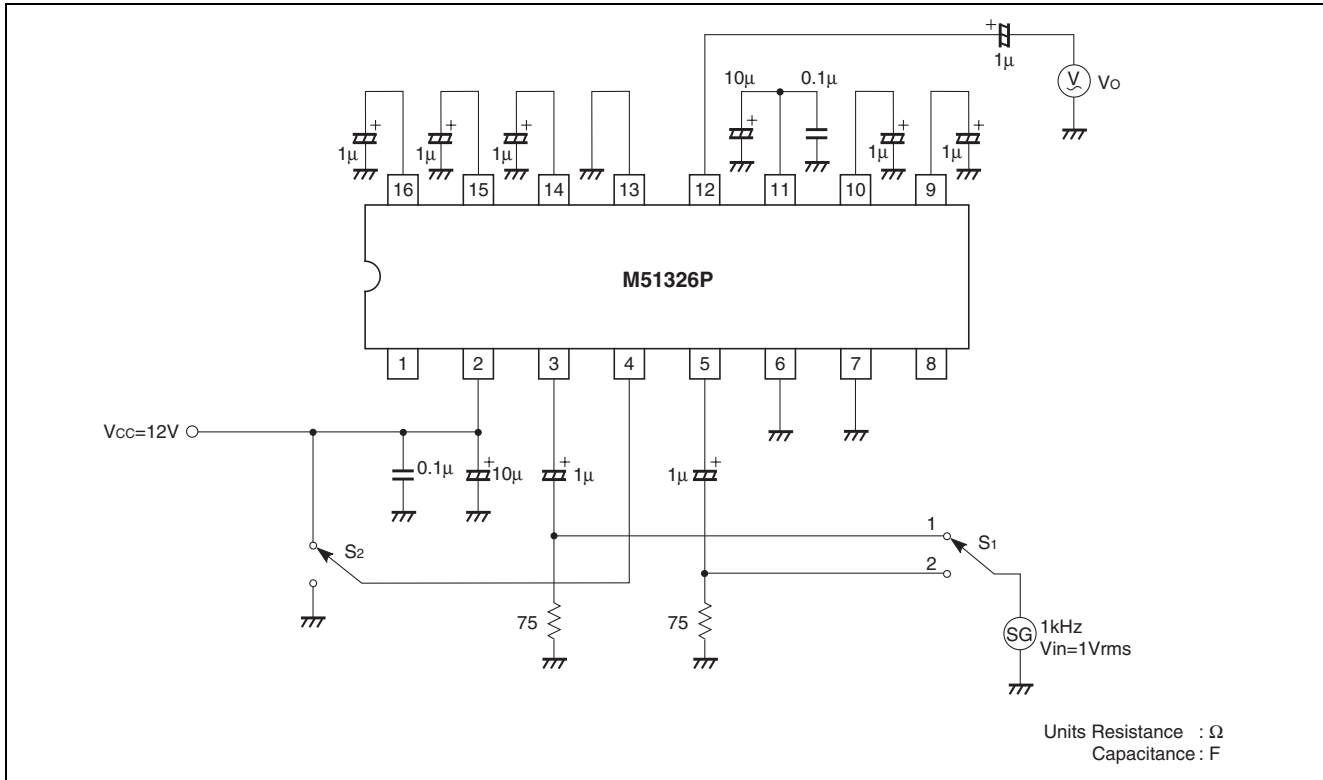 +
1µ
V
VO
10µ
0.1µ
+
+
+
+
+
+
1µ
1µ
1µ
1µ
1µ
16
15
14
13
12
11
10
9
M51326P
1
2
3
4
5
6
7
8
VCC=12V
0.1µ
+
10µ
+
1µ
1µ
+
1
S1
2
S2
75
75
SG
1kHz
Vin=1Vrms
Units Resistance : Ω
Capacitance : F